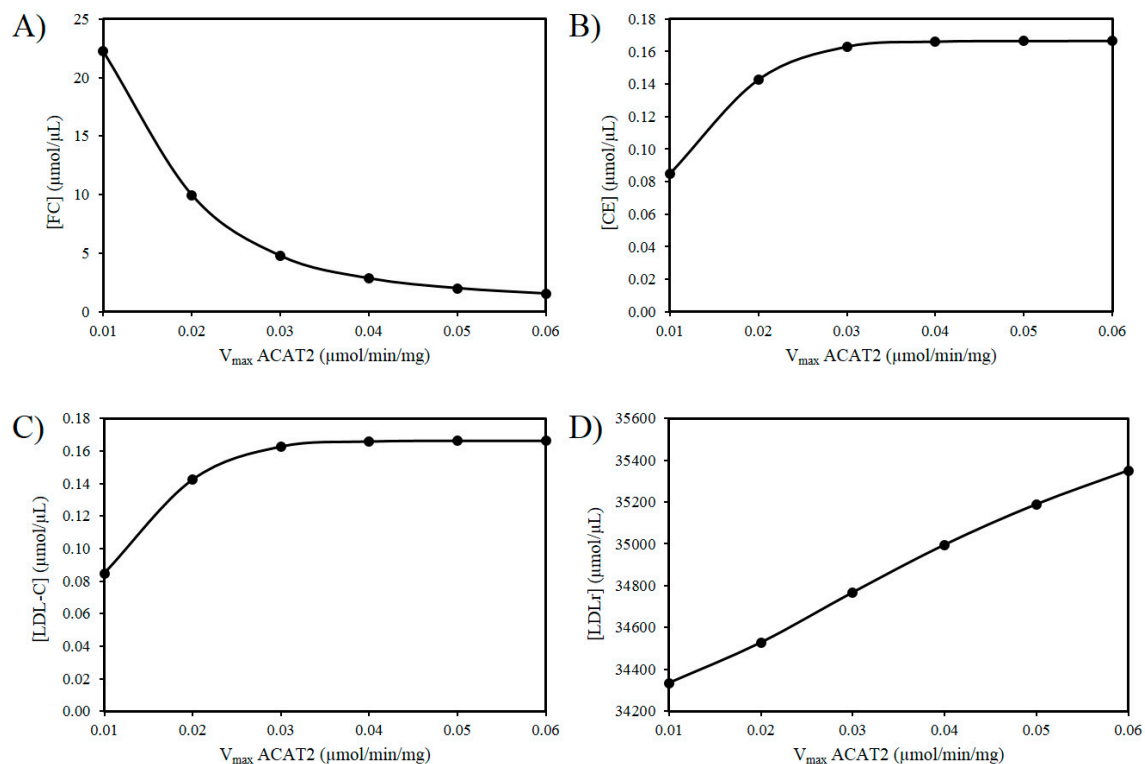 A)
25
20
15
10
5
0
[FC] (μmol/μL)
0.01 0.02 0.03 0.04 0.05 0.06
Vmax ACAT2 (μmol/min/mg)
B)
0.18
0.16
0.14
0.12
0.10
0.08
0.06
0.04
0.02
0.00
[CE] (μmol/μL)
0.01 0.02 0.03 0.04 0.05 0.06
Vmax ACAT2 (μmol/min/mg)
C)
0.18
0.16
0.14
0.12
0.10
0.08
0.06
0.04
0.02
0.00
[LDL-C] (μmol/μL)
0.01 0.02 0.03 0.04 0.05 0.06
Vmax ACAT2 (μmol/min/mg)
D)
35600
35400
35200
35000
34800
34600
34400
34200
[LDLr] (μmol/μL)
0.01 0.02 0.03 0.04 0.05 0.06
Vmax ACAT2 (μmol/min/mg)